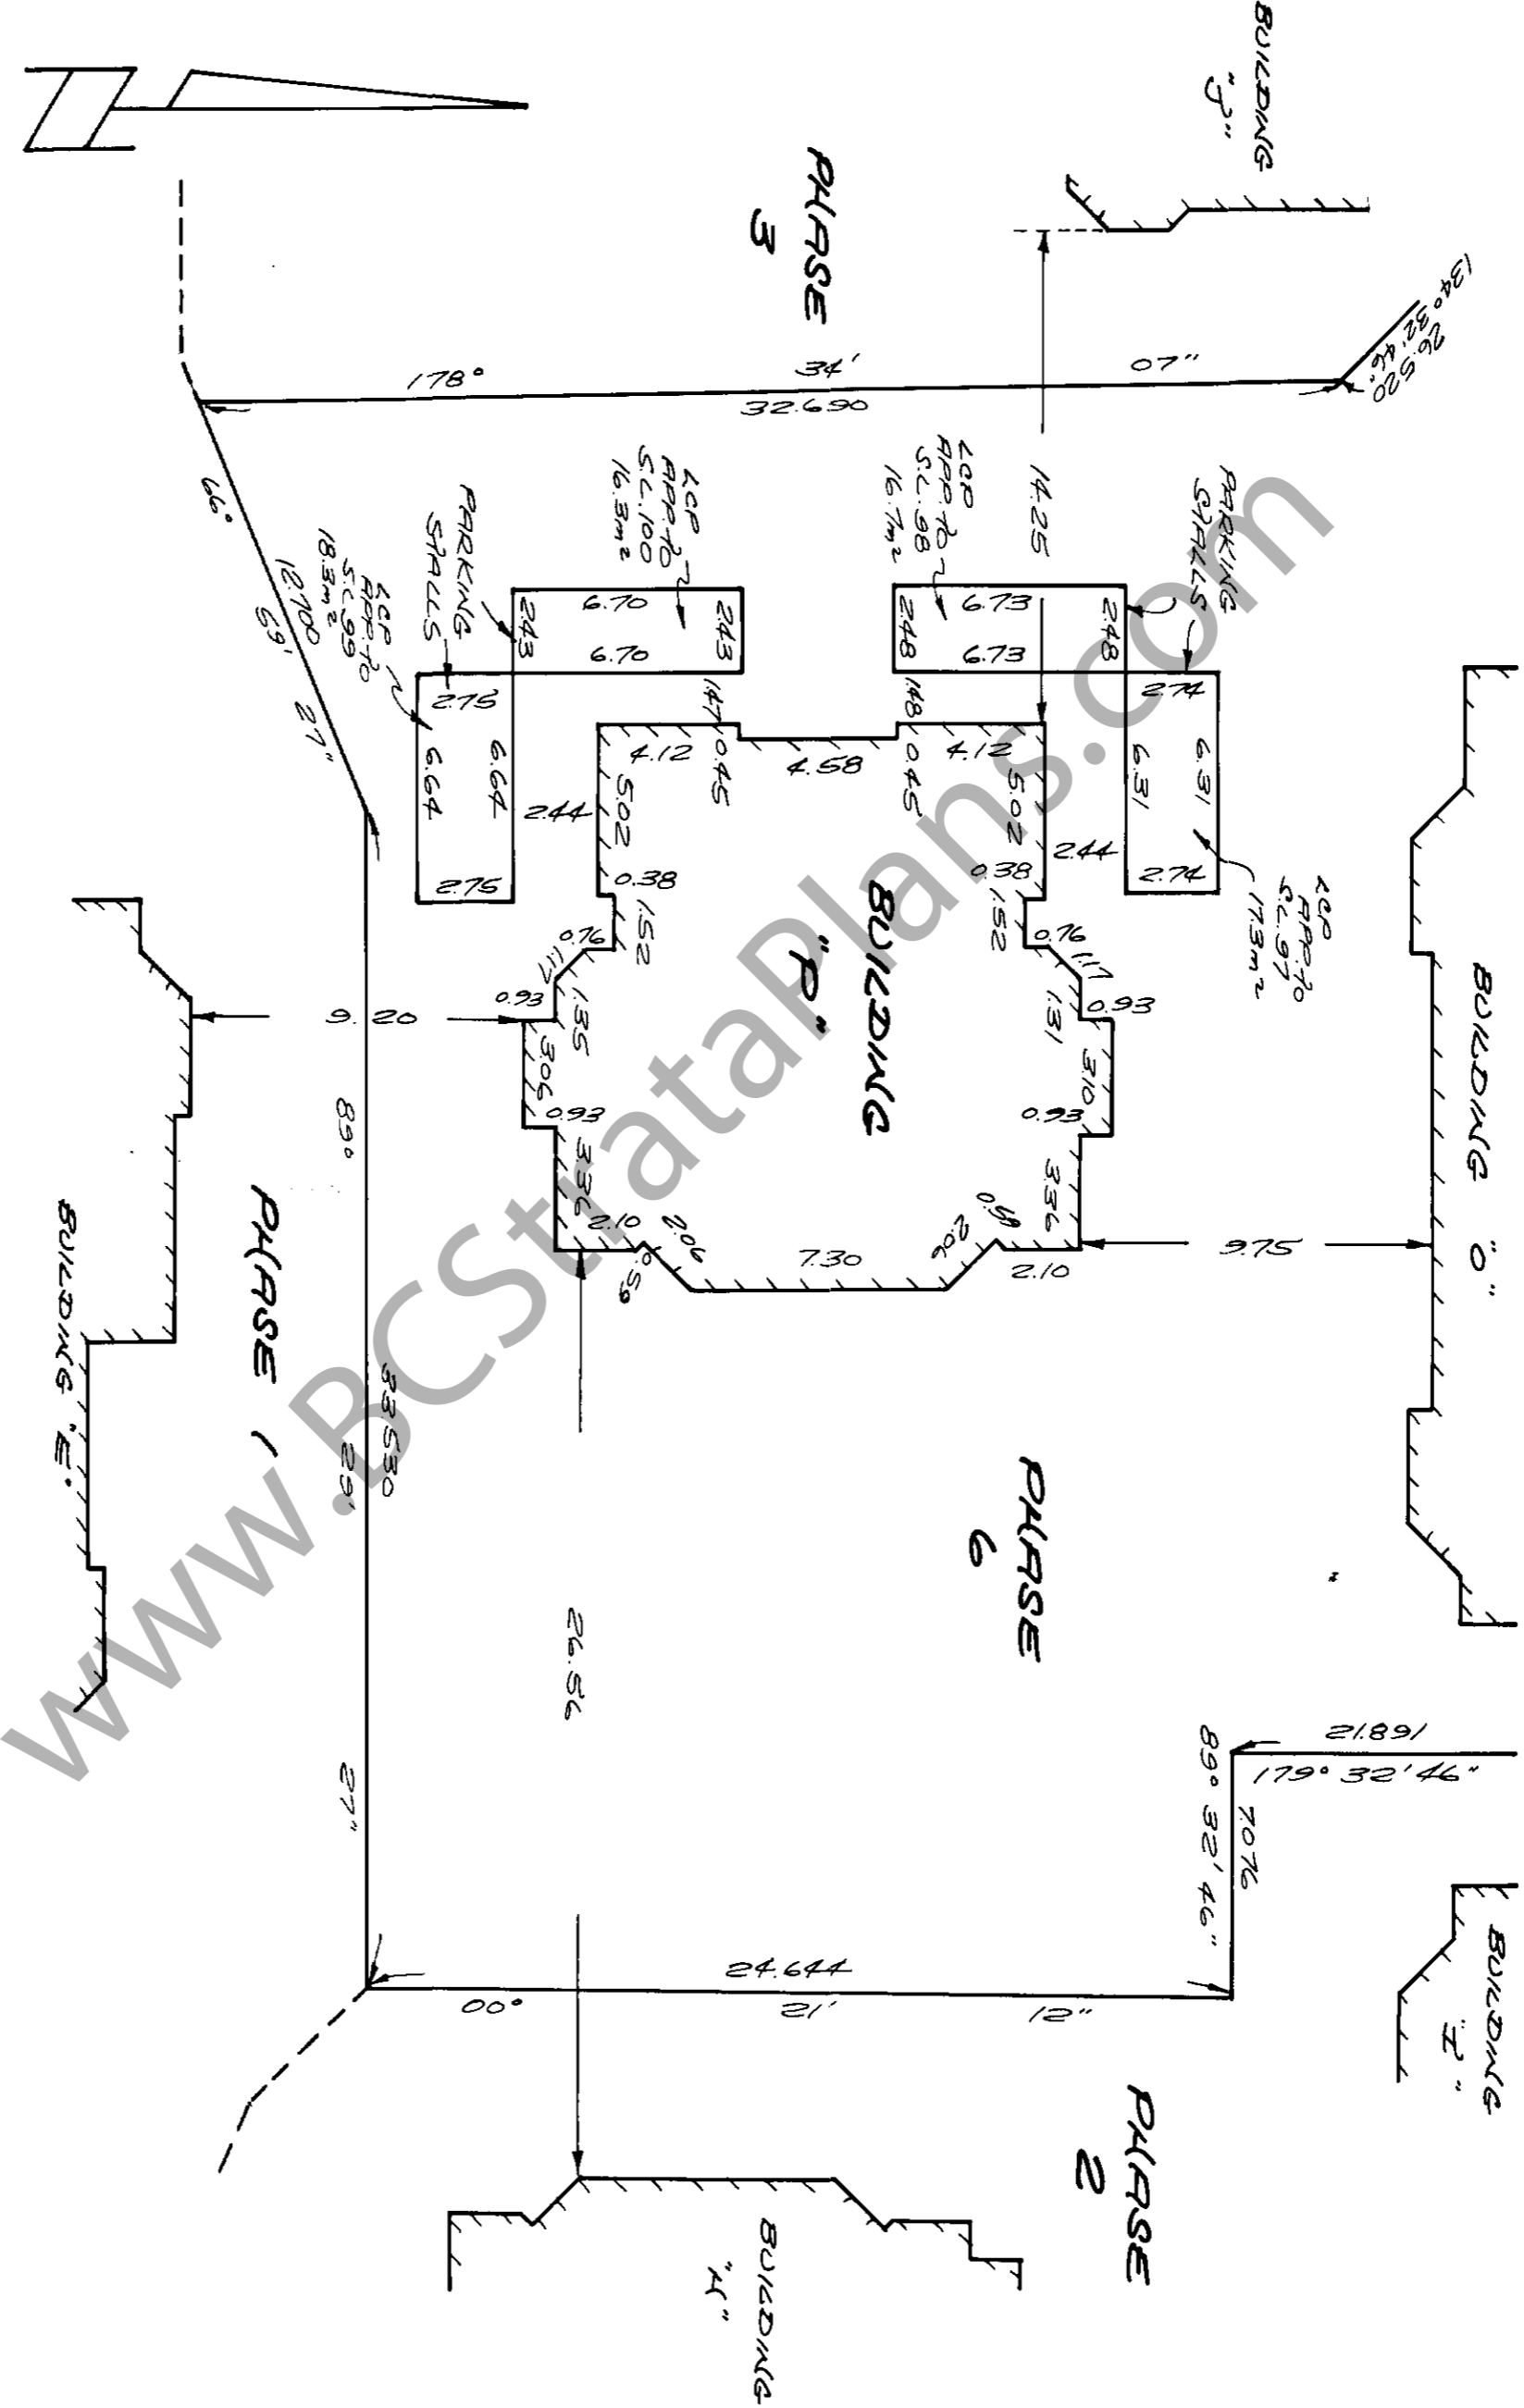 BUILDING
"J"
134° 32' 46"
26.520
PHASE
3
178° 34' 07"
32.690
14.25
66° 59' 27"
12.700
PARKING
STALLS
LCP
APP. TO
S.C. 98
16.7m²
LCP
APP. TO
S.C. 100
16.3m²
PARKING
STALLS
LCP
APP. TO
S.L. 99
18.3m²
LCP
APP. TO
S.L. 97
17.3m²
2.48
6.73
6.73
2.48
2.43
6.70
6.70
2.43
2.74
6.31
6.31
2.74
2.75
6.64
6.64
2.75
1.48
1.47
4.12
0.45
4.58
0.45
4.12
5.02
5.02
2.44
2.44
0.38
0.38
1.52
1.52
0.76
0.76
1.17
1.17
1.31
1.35
0.93
0.93
3.10
3.06
0.93
0.93
3.36
3.36
2.10
2.10
0.59
0.59
2.06
2.06
7.30
BUILDING
"P"
BUILDING "O"
9.75
9.20
89° 29' 27"
33.530
PHASE 1
BUILDING "E"
PHASE
6
26.56
21.891
179° 32' 46"
7.076
89° 32' 46"
24.644
00° 21' 12"
BUILDING
"I"
PHASE
2
BUILDING
"H"
www.BCStrataPlans.com